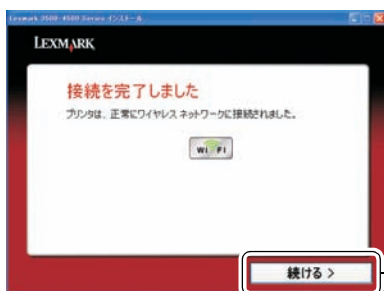 Lexmark 3500-4500 Series インストール
LEXMARK
接続を完了しました
プリンタは、正常にワイヤレス ネットワークに接続されました。
Wi Fi
続ける >